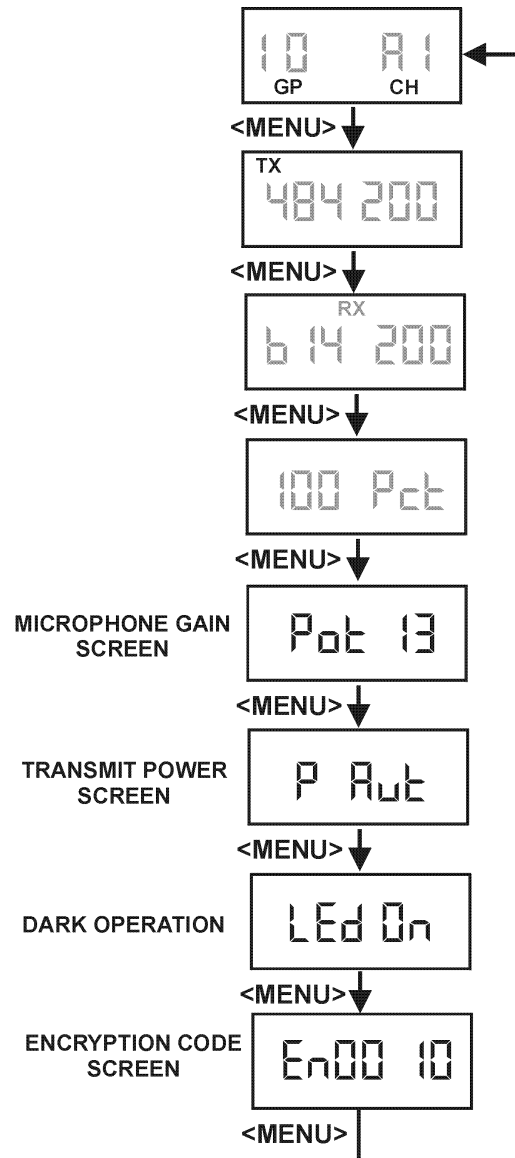 10 A1
GP CH
<MENU>
TX
484 200
<MENU>
RX
614 200
<MENU>
100 Pct
<MENU>
MICROPHONE GAIN
SCREEN
Pot 13
<MENU>
TRANSMIT POWER
SCREEN
P Aut
<MENU>
DARK OPERATION
LEd On
<MENU>
ENCRYPTION CODE
SCREEN
En00 10
<MENU>